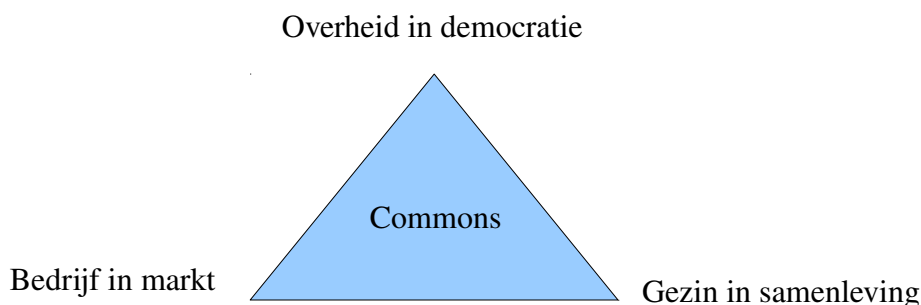 Overheid in democratie
Commons
Bedrijf in markt
Gezin in samenleving